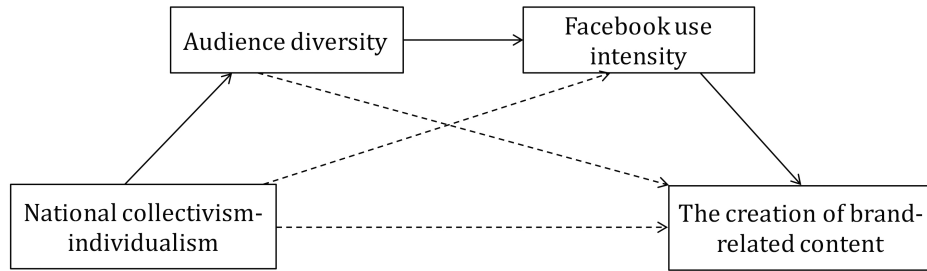 Audience diversity
Facebook use
intensity
National collectivism-
individualism
The creation of brand-
related content